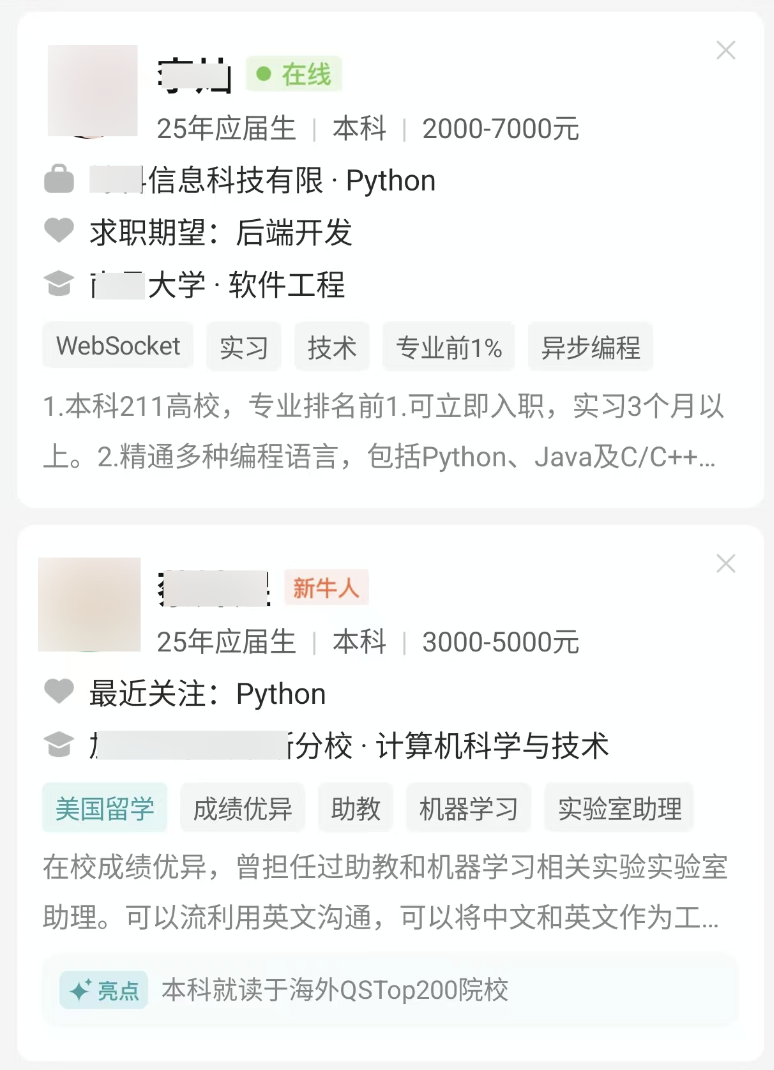 在线
25年应届生 | 本科 | 2000-7000元
信息科技有限 · Python
求职期望：后端开发
大学 · 软件工程
WebSocket 实习 技术 专业前1% 异步编程
1.本科211高校，专业排名前1.可立即入职，实习3个月以
上。2.精通多种编程语言，包括Python、Java及C/C++...
新牛人
25年应届生 | 本科 | 3000-5000元
最近关注：Python
分校 · 计算机科学与技术
美国留学 成绩优异 助教 机器学习 实验室助理
在校成绩优异，曾担任过助教和机器学习相关实验实验室
助理。可以流利用英文沟通，可以将中文和英文作为工...
亮点 本科就读于海外QSTop200院校